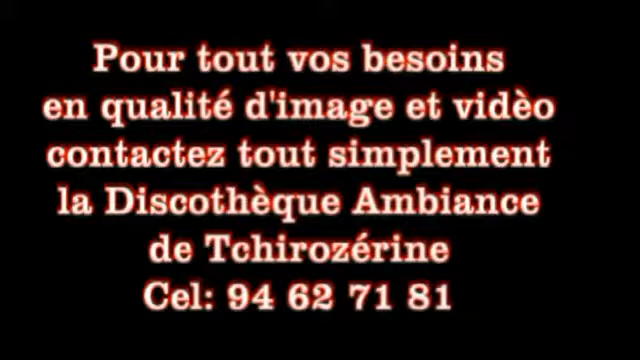 Pour tout vos besoins
en qualité d'image et vidèo
contactez tout simplement
la Discothèque Ambiance
de Tchirozérine
Cel: 94 62 71 81